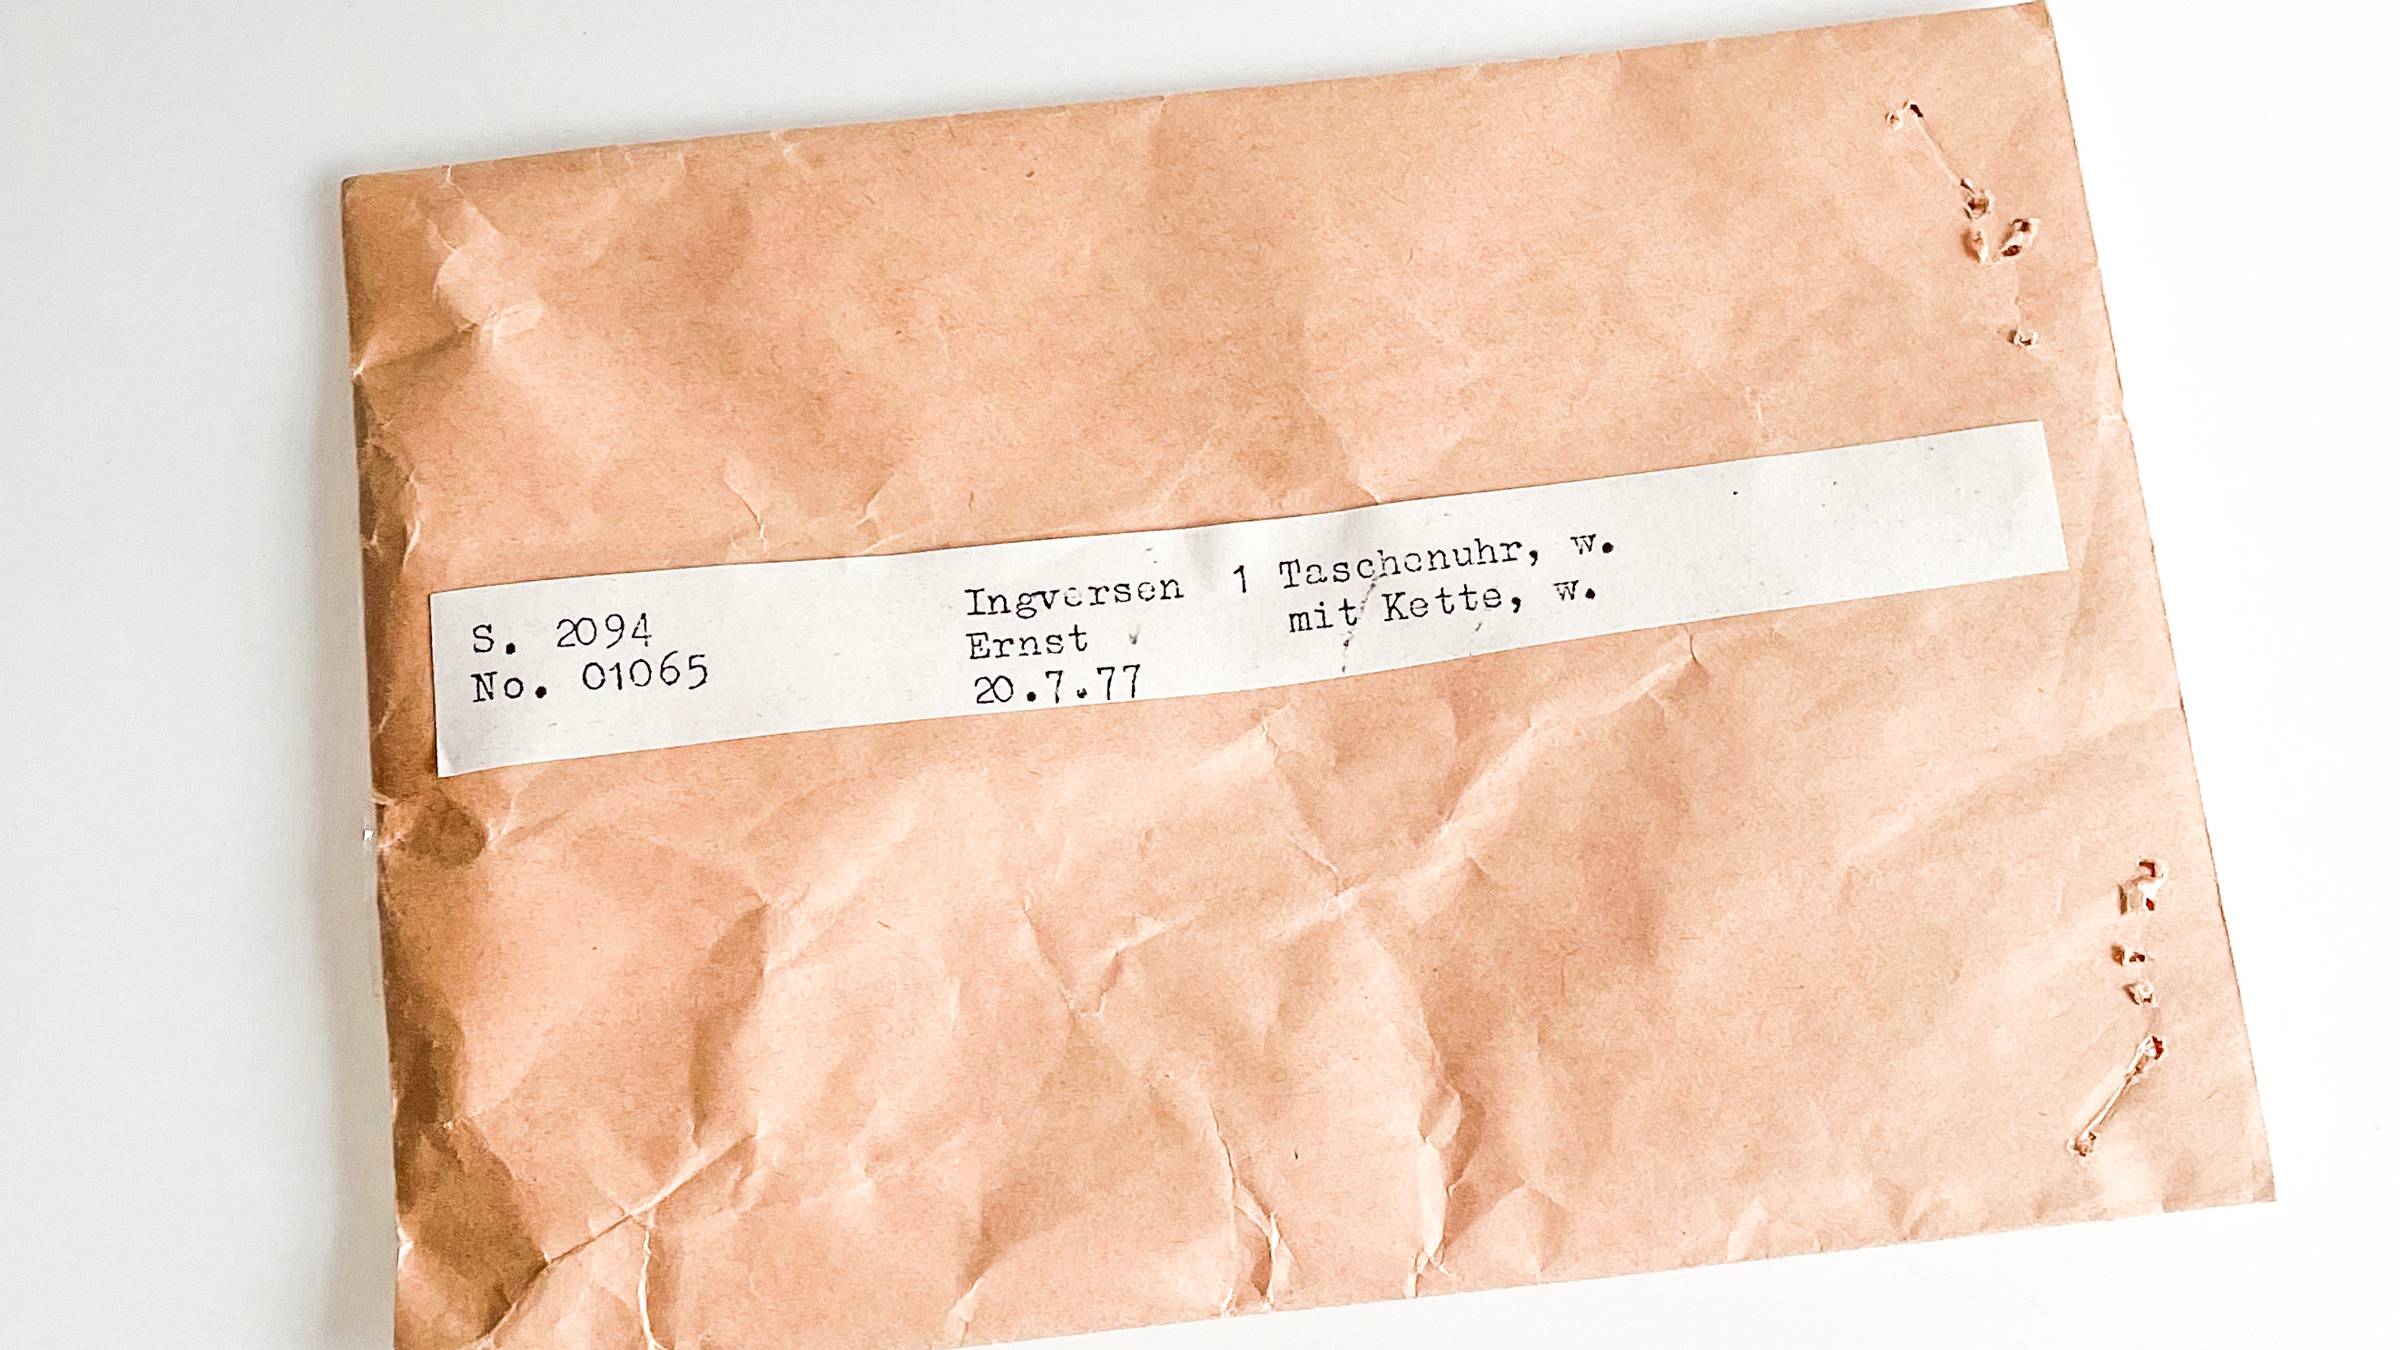 S. 2094
No. 01065
Ingversen
Ernst
20.7.77
1 Taschenuhr, w.
mit Kette, w.